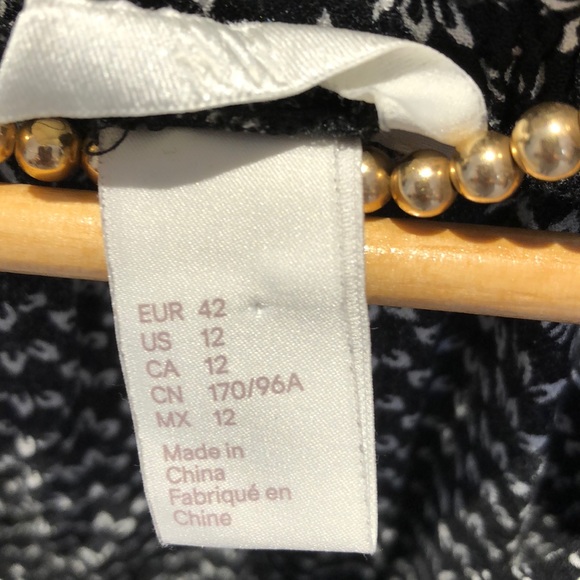 EUR 42
US 12
CA 12
CN 170/96A
MX 12
Made in
China
Fabriqué en
Chine